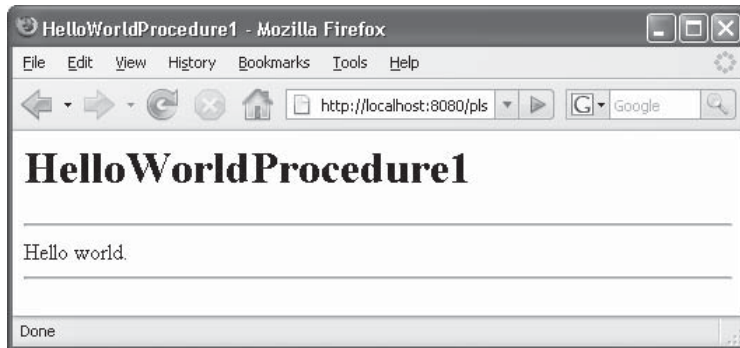 HelloWorldProcedure1 - Mozilla Firefox
File Edit View History Bookmarks Tools Help
http://localhost:8080/pls G Google
HelloWorldProcedure1
Hello world.
Done